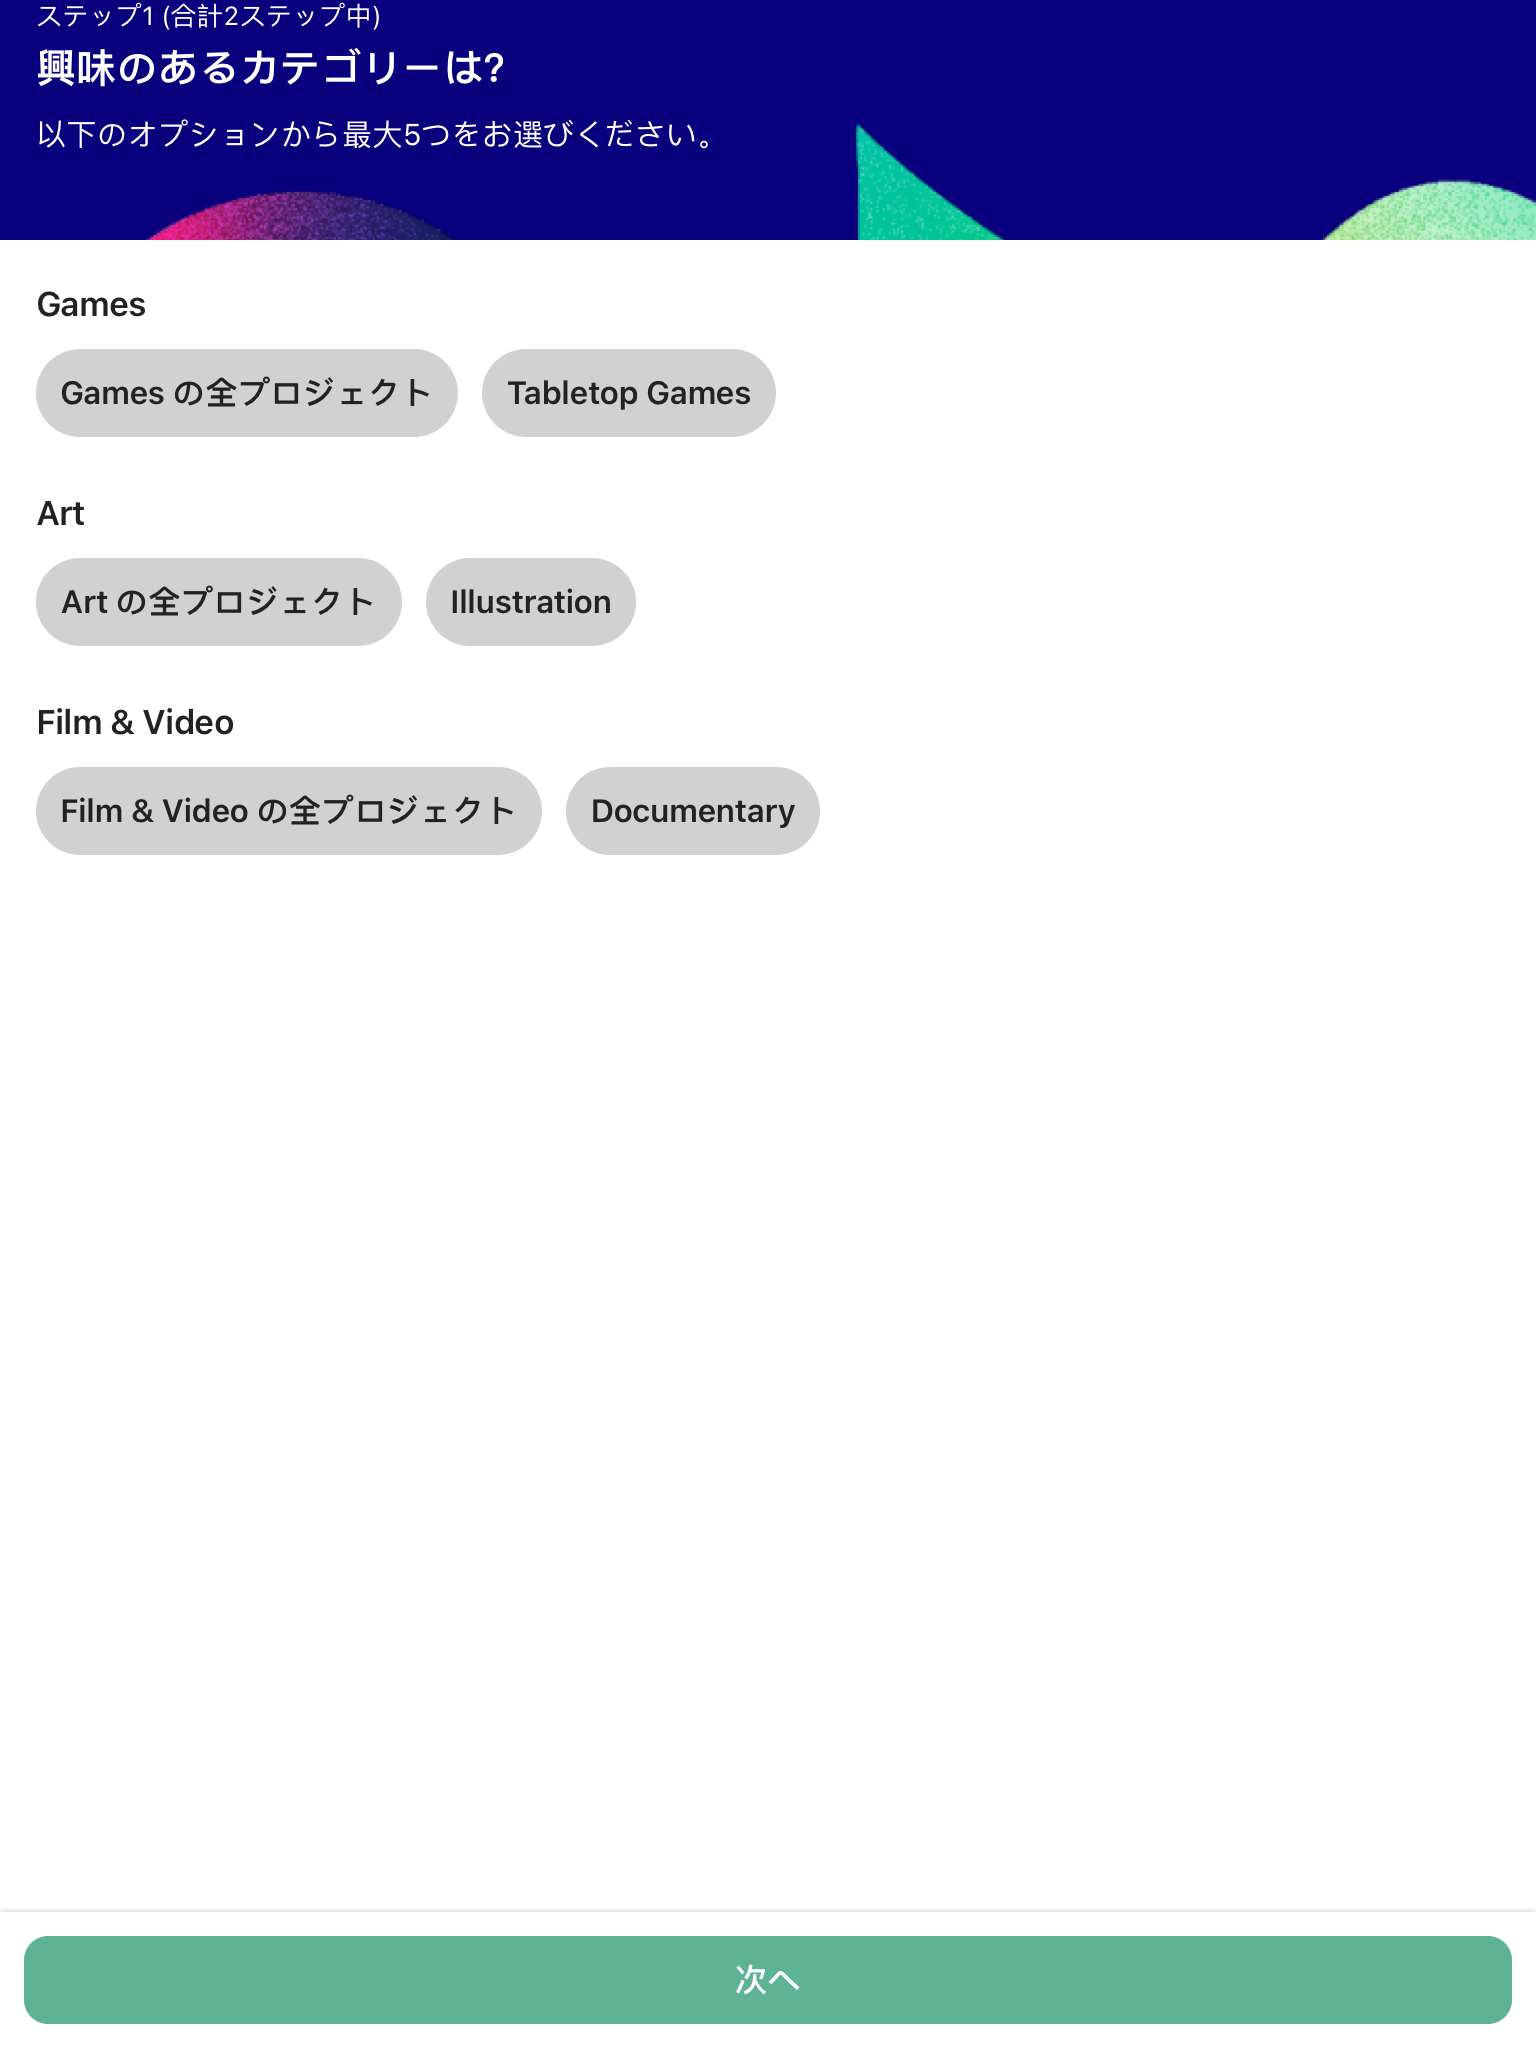 ステップ1 (合計2ステップ中)
興味のあるカテゴリーは?
以下のオプションから最大5つをお選びください。
Games
Games の全プロジェクト
Tabletop Games
Art
Art の全プロジェクト
Illustration
Film & Video
Film & Video の全プロジェクト
Documentary
次へ